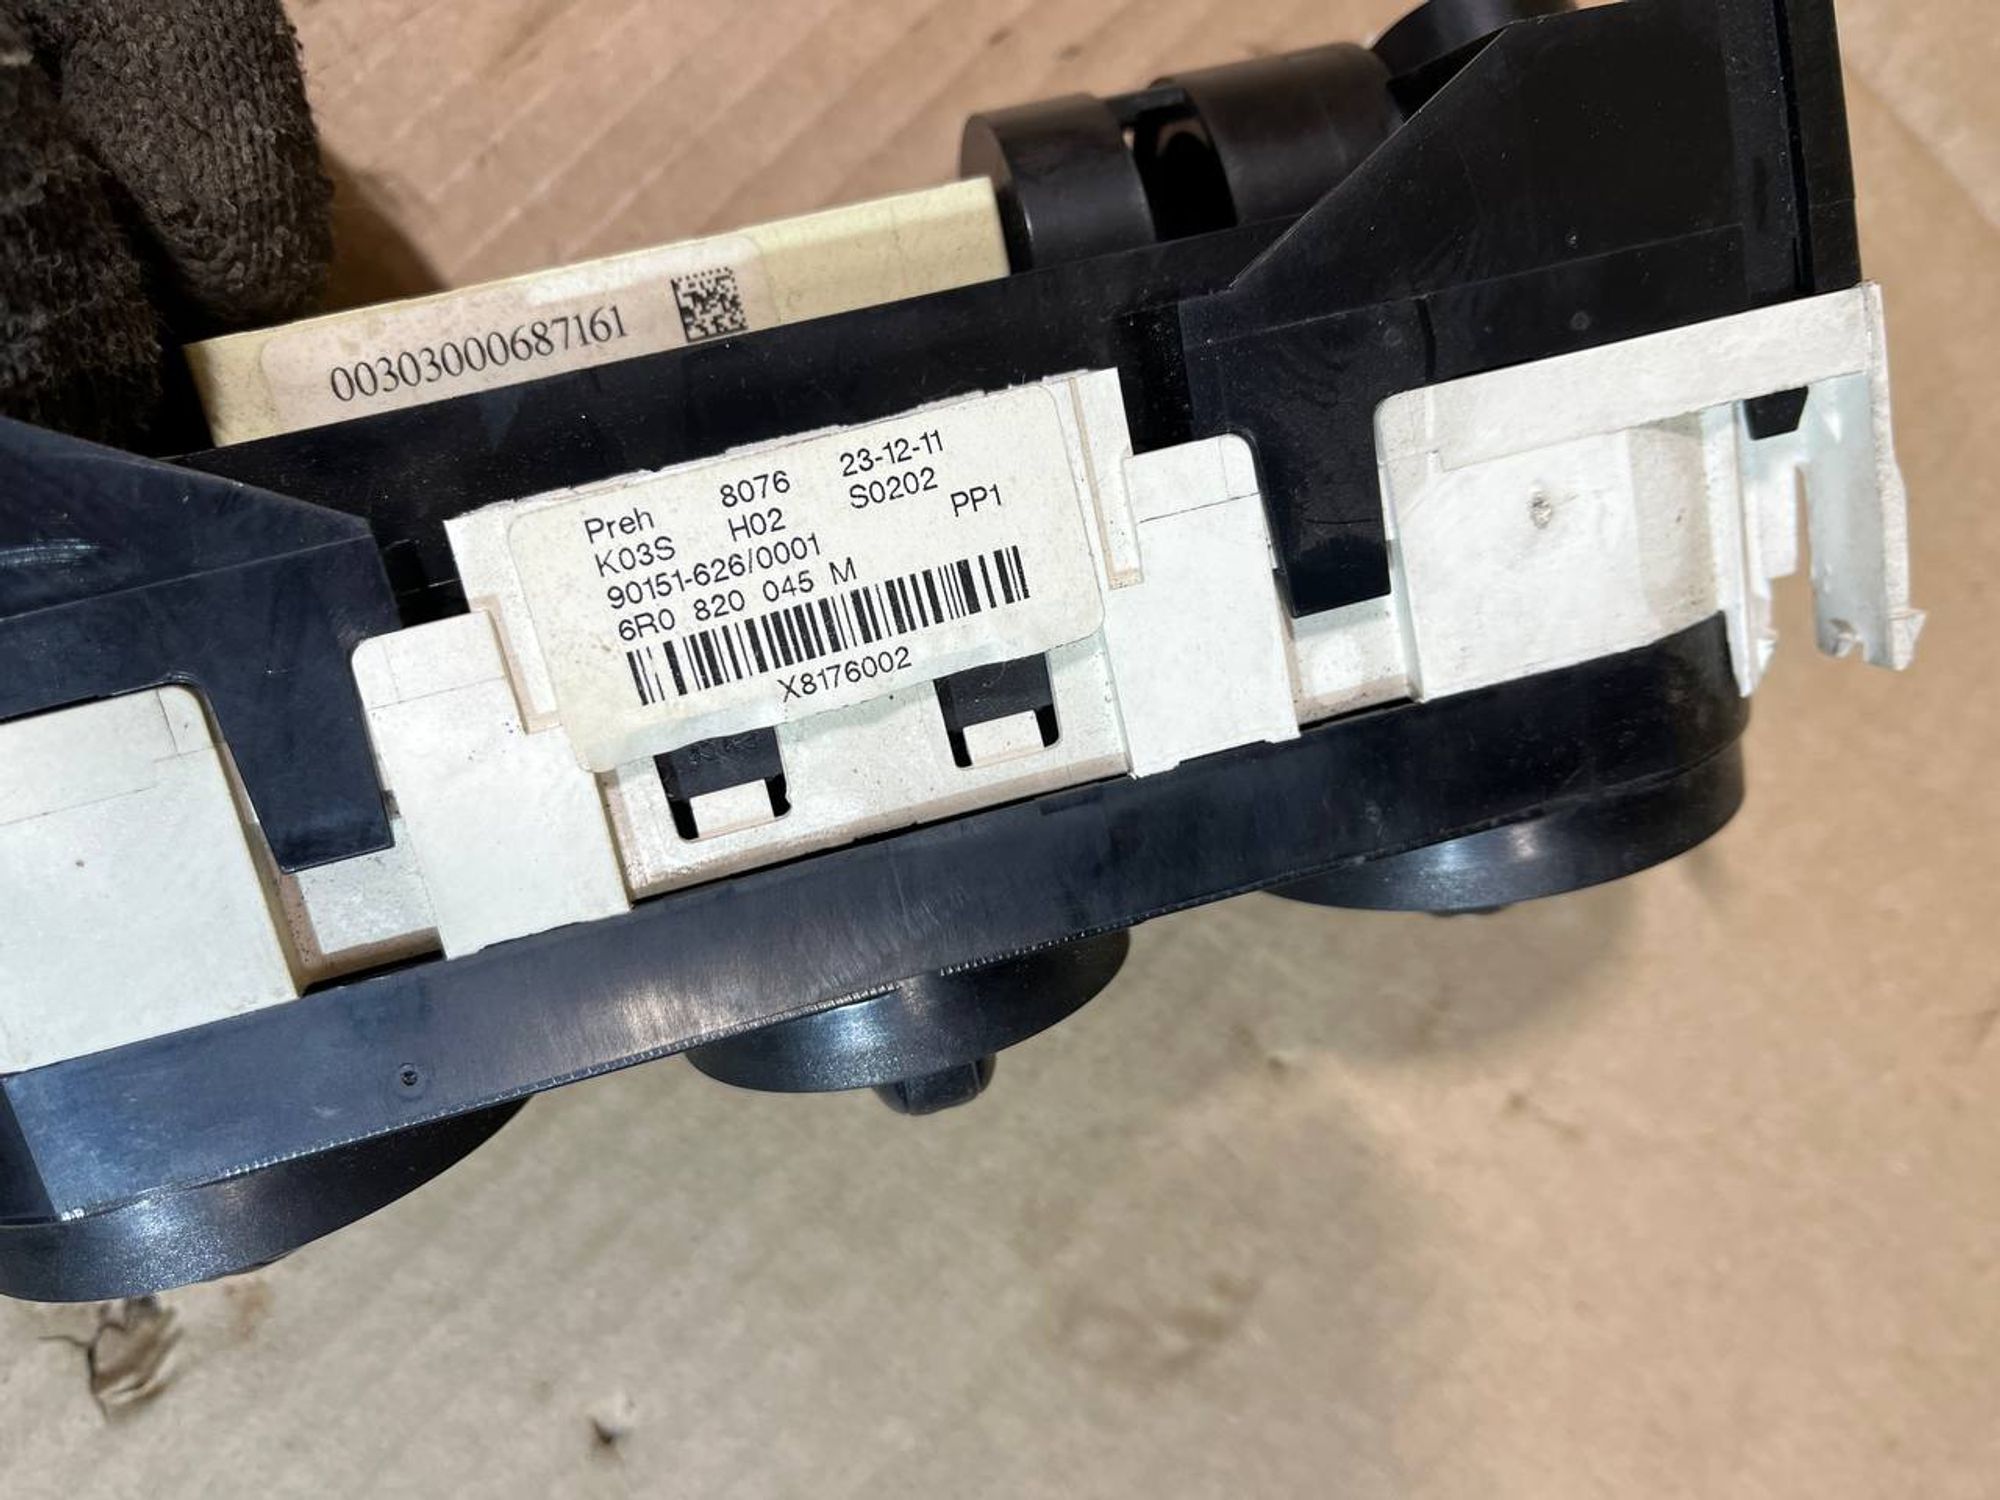 00303000687161
Preh 8076 23-12-11
K03S H02 S0202
90151-626/0001 PP1
6R0 820 045 M
X8176002